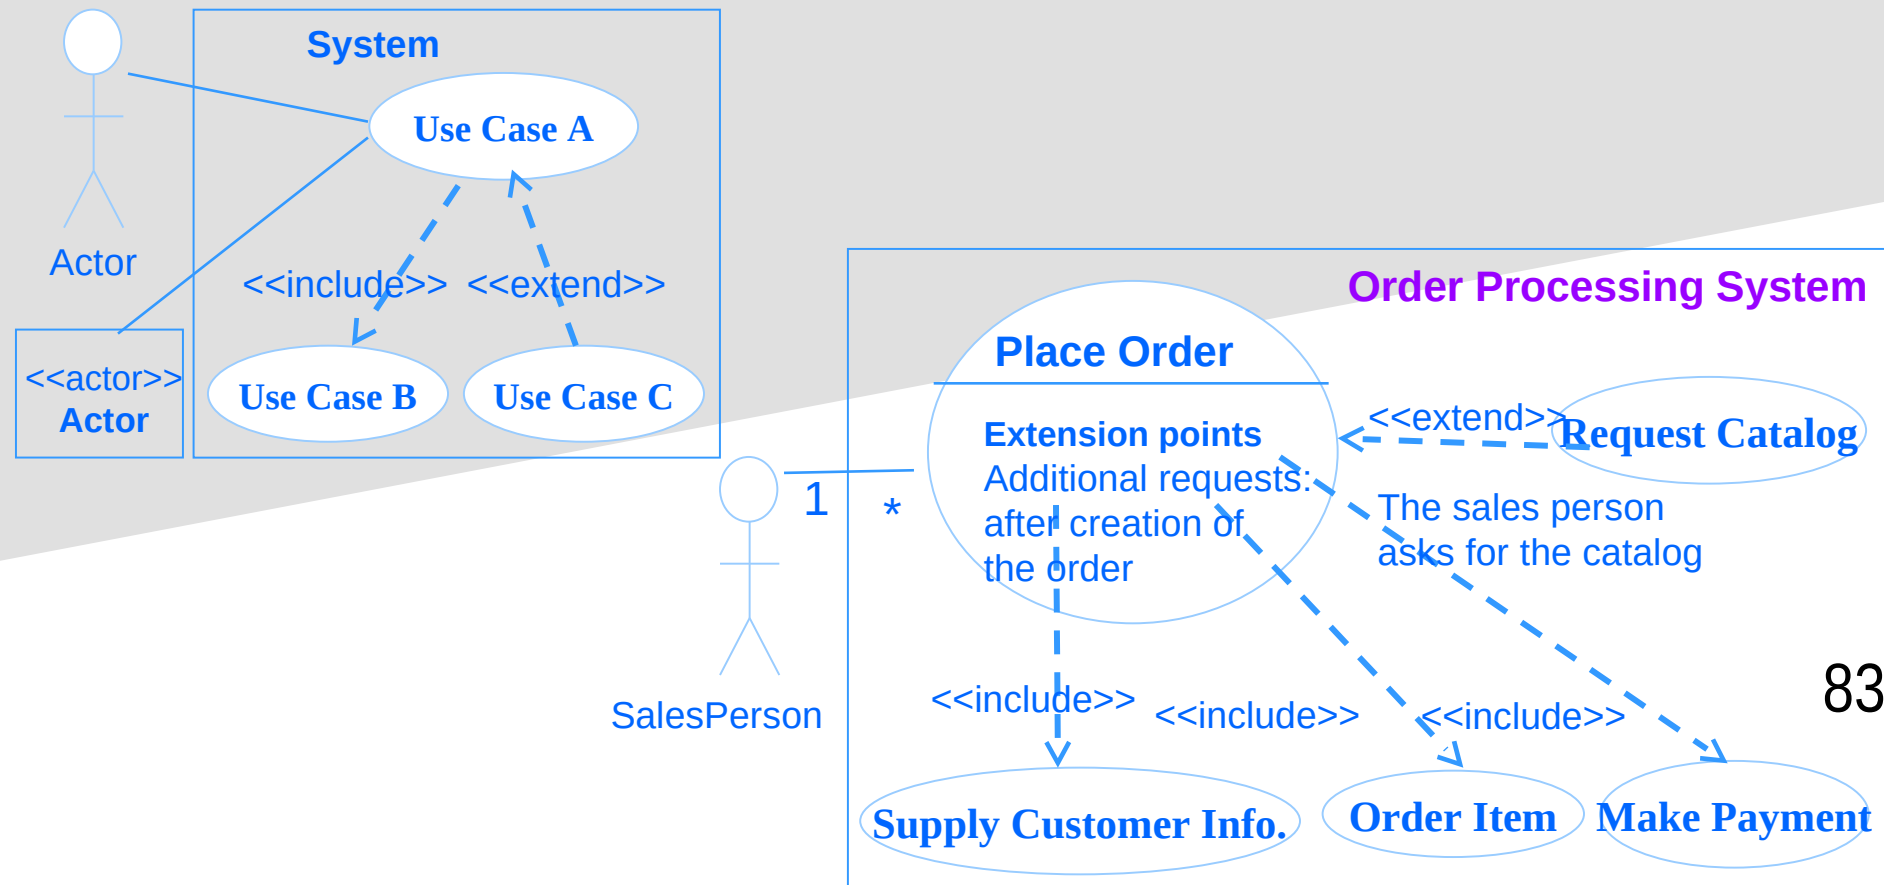 System
Use Case A
Actor
<<include>>
<<extend>>
<<actor>>
Actor
Use Case B
Use Case C
Order Processing System
Place Order
Extension points
Additional requests:
after creation of
the order
<<extend>>
Request Catalog
1
*
The sales person
asks for the catalog
SalesPerson
<<include>>
<<include>>
<<include>>
83
Supply Customer Info.
Order Item
Make Payment